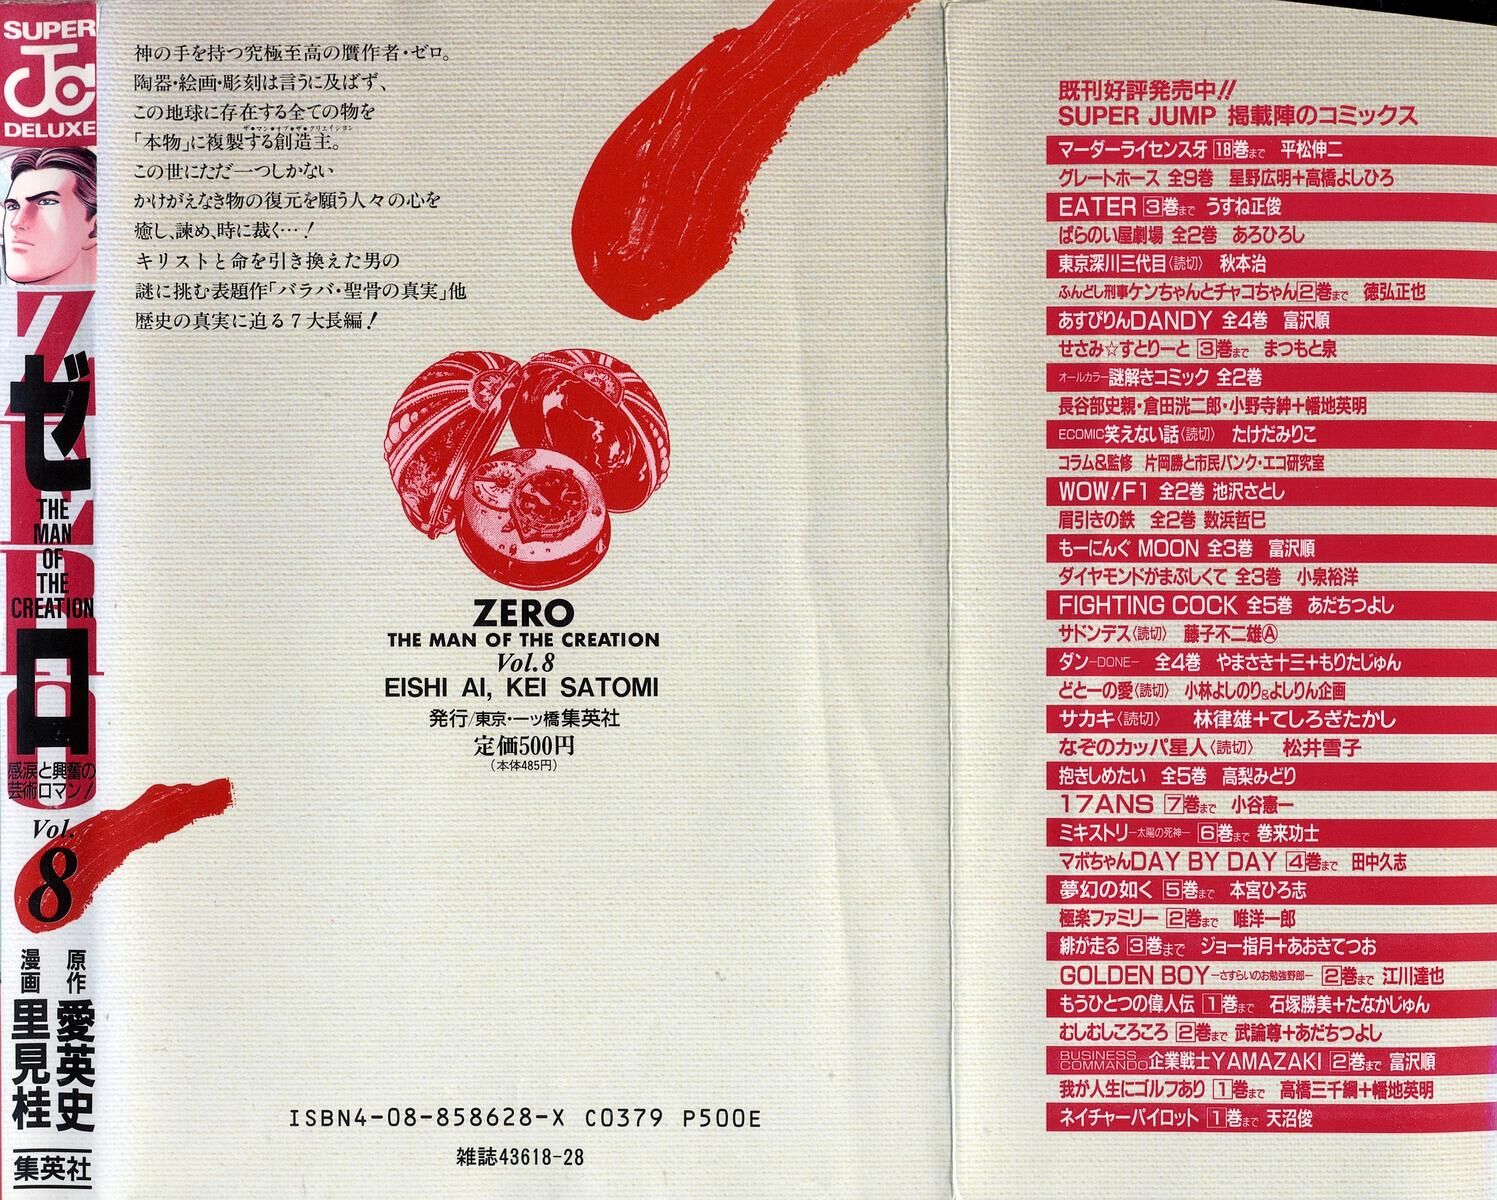 SUPER
JC
DELUXE
ZERO
ゼロ
THE
MAN
OF
THE
CREATION
感涙と興奮の
芸術ロマン!
Vol.
8
原作 愛英史
漫画 里見桂
集英社
神の手を持つ究極至高の贋作者・ゼロ。
陶器・絵画・彫刻は言うに及ばず、
この地球に存在する全ての物を
ザ・マン・オブ・ザ・クリエイション
「本物」に複製する創造主。
この世にただ一つしかない
かけがえなき物の復元を願う人々の心を
癒し、諫め、時に裁く…!
キリストと命を引き換えた男の
謎に挑む表題作「バラバ・聖骨の真実」他
歴史の真実に迫る7大長編!
ZERO
THE MAN OF THE CREATION
Vol.8
EISHI AI, KEI SATOMI
発行/東京・一ッ橋 集英社
定価500円
(本体485円)
ISBN4-08-858628-X C0379 P500E
雑誌43618-28
既刊好評発売中!!
SUPER JUMP 掲載陣のコミックス
マーダーライセンス牙 18巻まで 平松伸二
グレートホース 全9巻 星野広明+高橋よしひろ
EATER 3巻まで うすね正俊
ばらのい屋劇場 全2巻 あろひろし
東京深川三代目〈読切〉 秋本治
ふんどし刑事ケンちゃんとチャコちゃん 2巻まで 徳弘正也
あすぴりんDANDY 全4巻 富沢順
せさみ☆すとりーと 3巻まで まつもと泉
オールカラー謎解きコミック 全2巻
長谷部史親・倉田洸二郎・小野寺紳+幡地英明
ECOMIC笑えない話〈読切〉 たけだみりこ
コラム&監修 片岡勝と市民バンク・エコ研究室
WOW!F1 全2巻 池沢さとし
眉引きの鉄 全2巻 数浜哲巳
もーにんぐMOON 全3巻 富沢順
ダイヤモンドがまぶしくて 全3巻 小泉裕洋
FIGHTING COCK 全5巻 あだちつよし
サドンデス〈読切〉 藤子不二雄Ⓐ
ダン―DONE― 全4巻 やまさき十三+もりたじゅん
どとーの愛〈読切〉 小林よしのり&よしりん企画
サカキ〈読切〉 林律雄+てしろぎたかし
なぞのカッパ星人〈読切〉 松井雪子
抱きしめたい 全5巻 高梨みどり
17ANS 7巻まで 小谷憲一
ミキストリ―太陽の死神― 6巻まで 巻来功士
マボちゃんDAY BY DAY 4巻まで 田中久志
夢幻の如く 5巻まで 本宮ひろ志
極楽ファミリー 2巻まで 唯洋一郎
緋が走る 3巻まで ジョー指月+あおきてつお
GOLDEN BOY―さすらいのお勉強野郎― 2巻まで 江川達也
もうひとつの偉人伝 1巻まで 石塚勝美+たなかじゅん
むしむしころころ 2巻まで 武論尊+あだちつよし
BUSINESS COMMANDO企業戦士YAMAZAKI 2巻まで 富沢順
我が人生にゴルフあり 1巻まで 高橋三千綱+幡地英明
ネイチャーパイロット 1巻まで 天沼俊